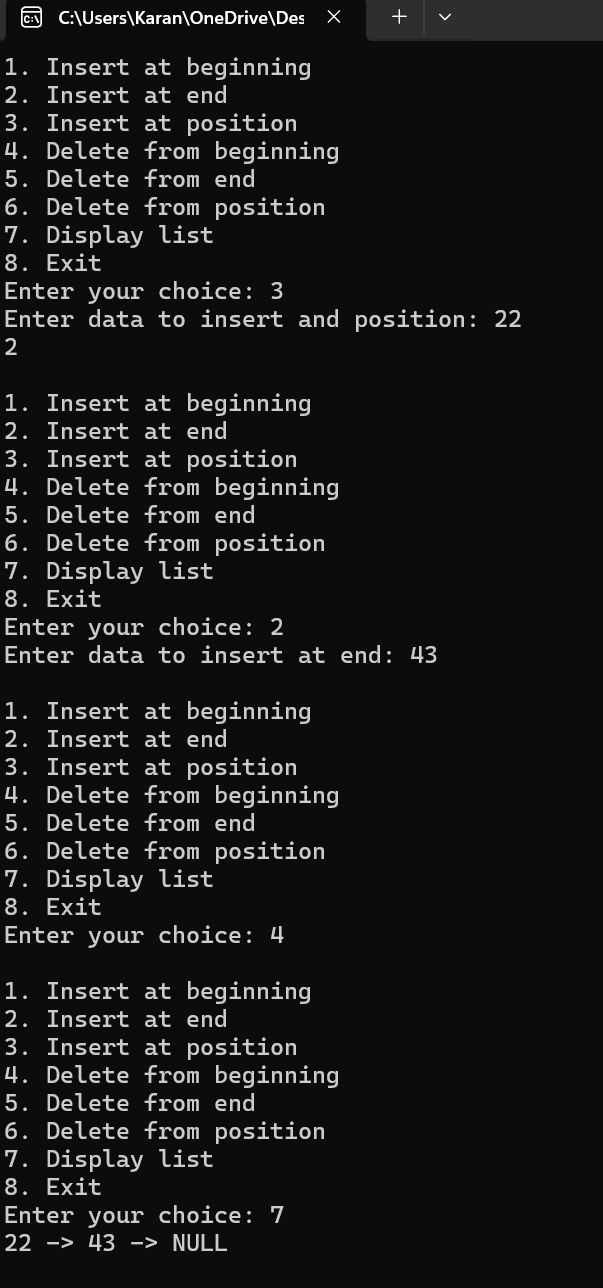 C:\Users\Karan\OneDrive\Des
1. Insert at beginning
2. Insert at end
3. Insert at position
4. Delete from beginning
5. Delete from end
6. Delete from position
7. Display list
8. Exit
Enter your choice: 3
Enter data to insert and position: 22
2
1. Insert at beginning
2. Insert at end
3. Insert at position
4. Delete from beginning
5. Delete from end
6. Delete from position
7. Display list
8. Exit
Enter your choice: 2
Enter data to insert at end: 43
1. Insert at beginning
2. Insert at end
3. Insert at position
4. Delete from beginning
5. Delete from end
6. Delete from position
7. Display list
8. Exit
Enter your choice: 4
1. Insert at beginning
2. Insert at end
3. Insert at position
4. Delete from beginning
5. Delete from end
6. Delete from position
7. Display list
8. Exit
Enter your choice: 7
22 -> 43 -> NULL